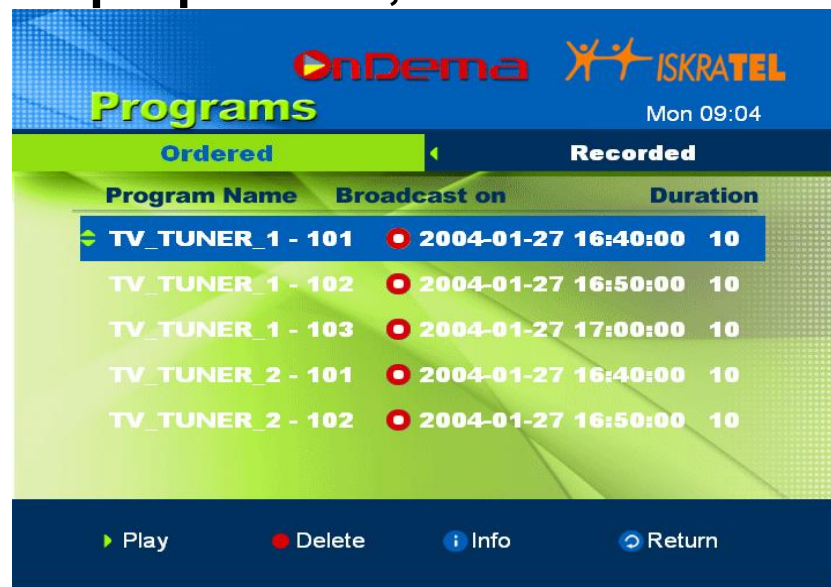 OnDema ISKRATEL
Programs
Mon 09:04
Ordered Recorded
Program Name Broadcast on Duration
TV_TUNER_1 - 101 2004-01-27 16:40:00 10
TV_TUNER_1 - 102 2004-01-27 16:50:00 10
TV_TUNER_1 - 103 2004-01-27 17:00:00 10
TV_TUNER_2 - 101 2004-01-27 16:40:00 10
TV_TUNER_2 - 102 2004-01-27 16:50:00 10
Play Delete Info Return